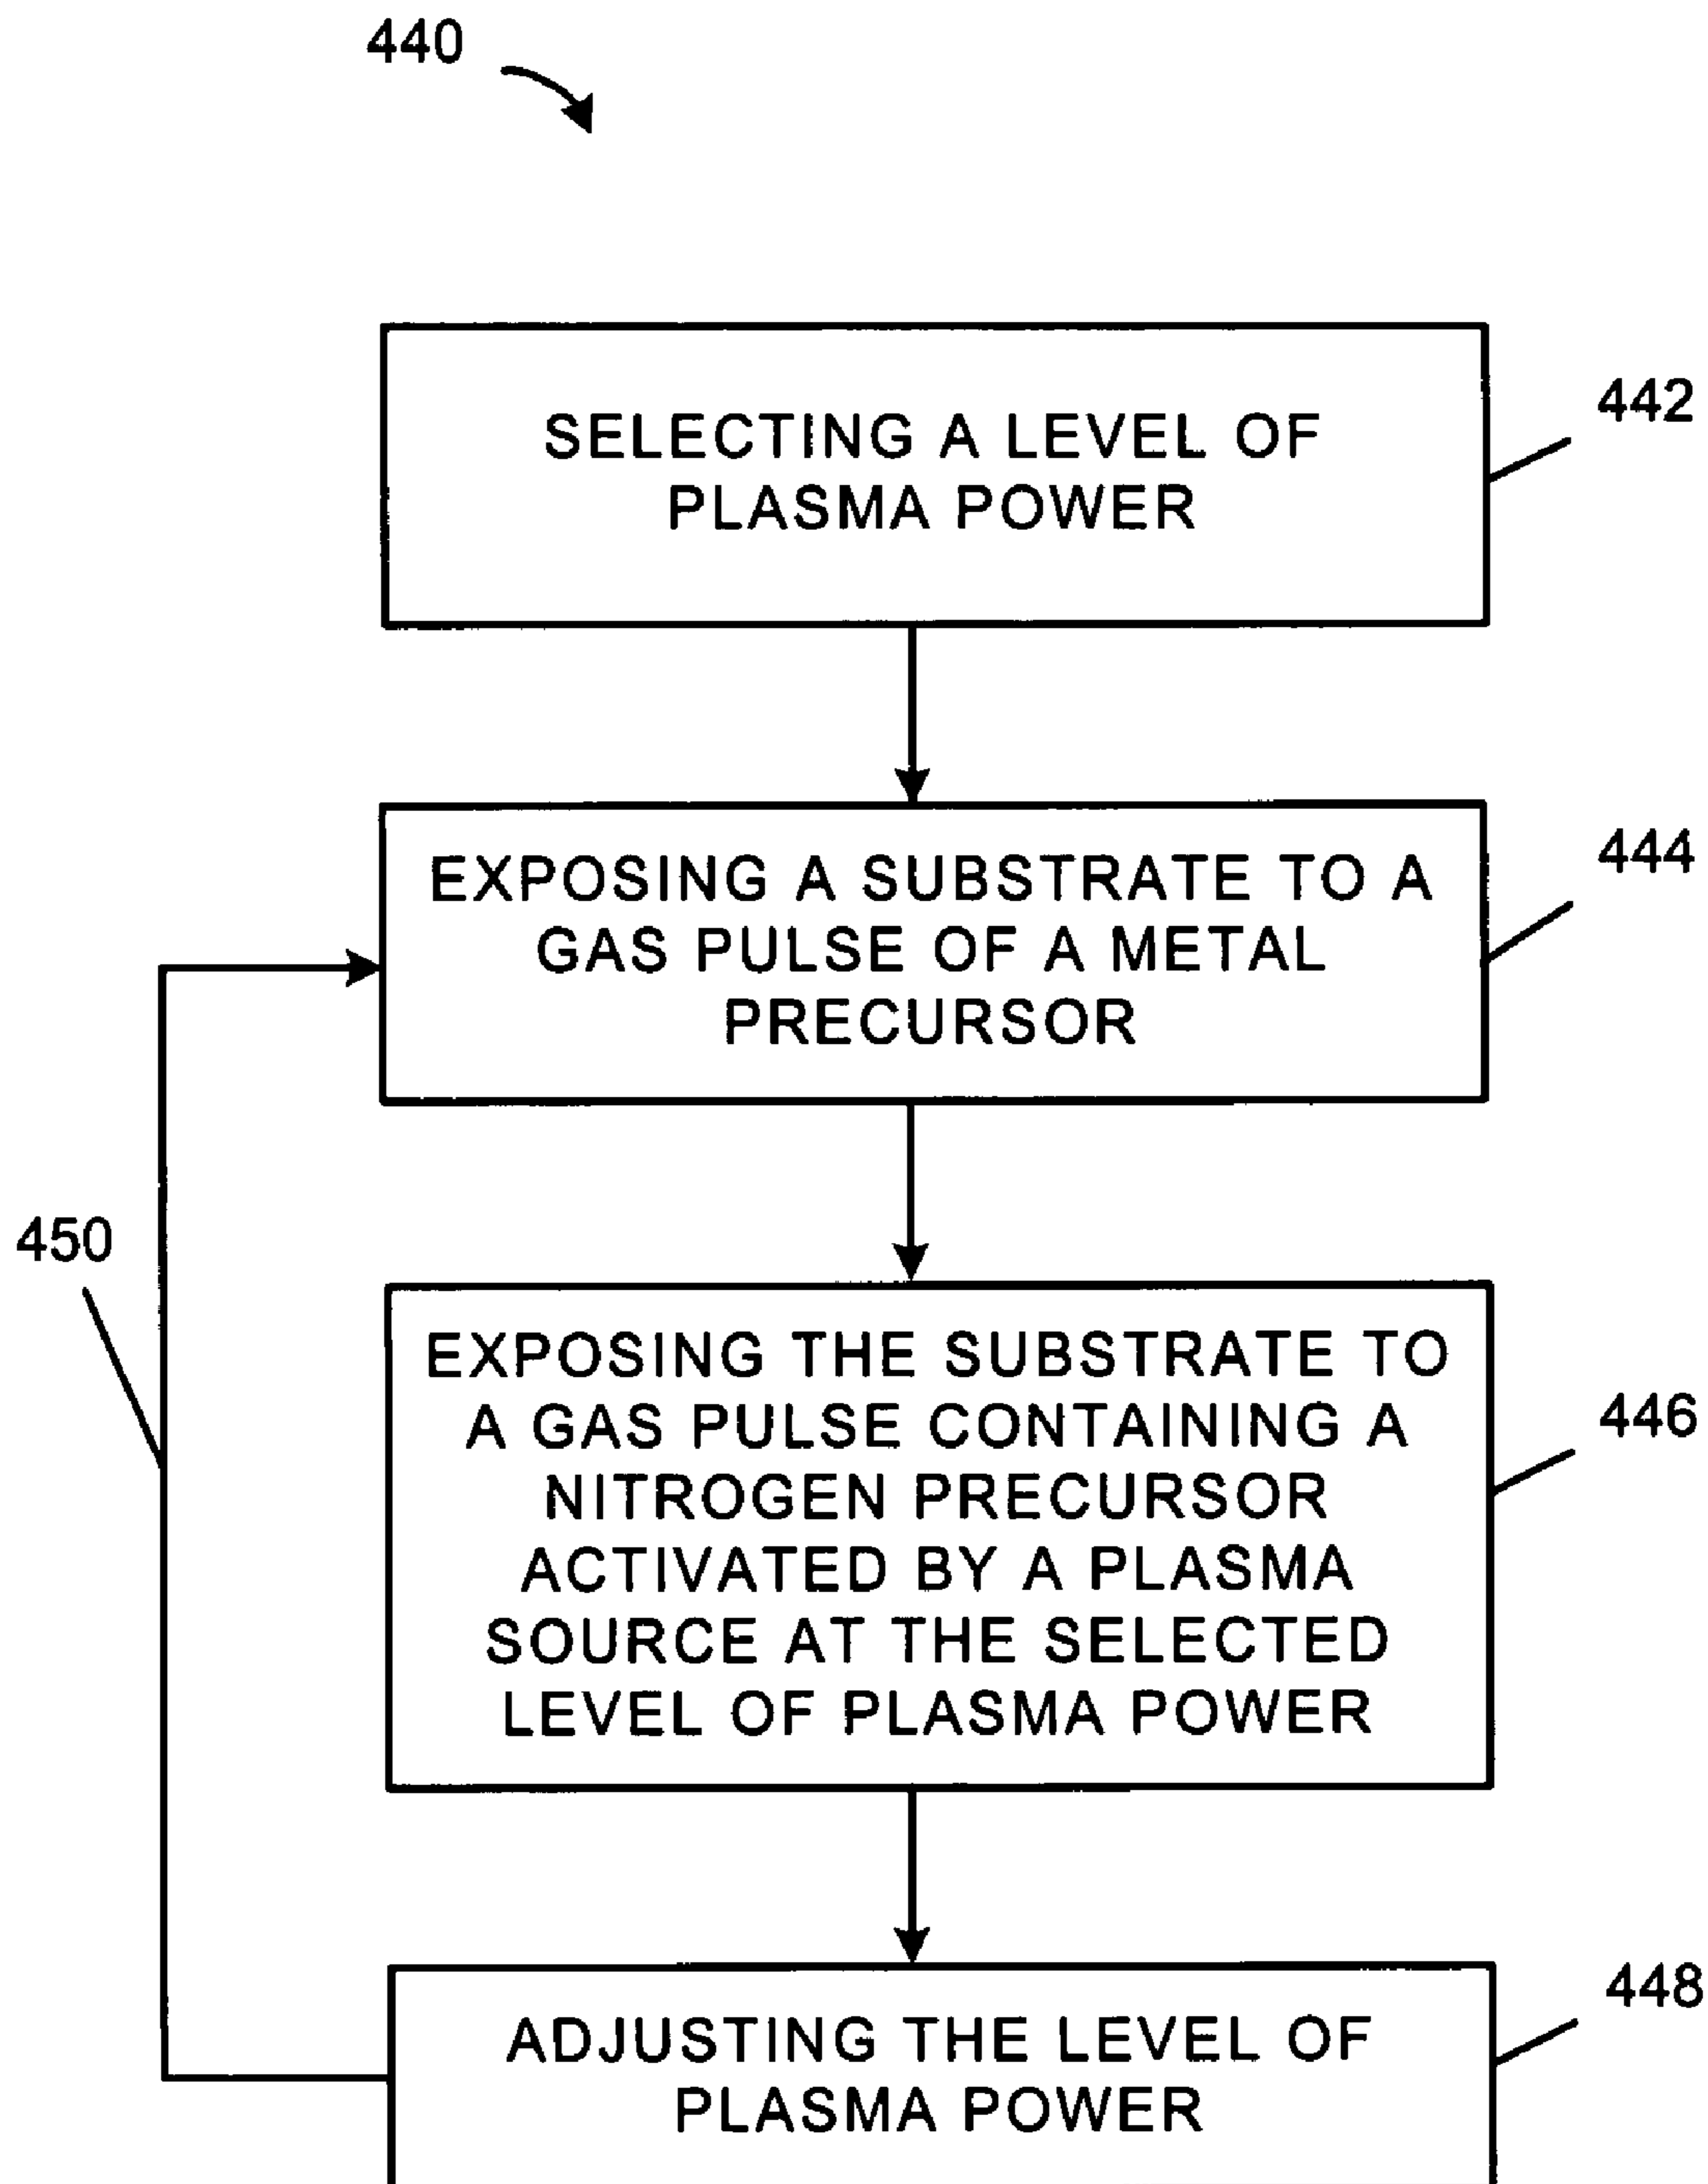 440
SELECTING A LEVEL OF
PLASMA POWER
442
EXPOSING A SUBSTRATE TO A
GAS PULSE OF A METAL
PRECURSOR
444
450
EXPOSING THE SUBSTRATE TO
A GAS PULSE CONTAINING A
NITROGEN PRECURSOR
ACTIVATED BY A PLASMA
SOURCE AT THE SELECTED
LEVEL OF PLASMA POWER
446
ADJUSTING THE LEVEL OF
PLASMA POWER
448